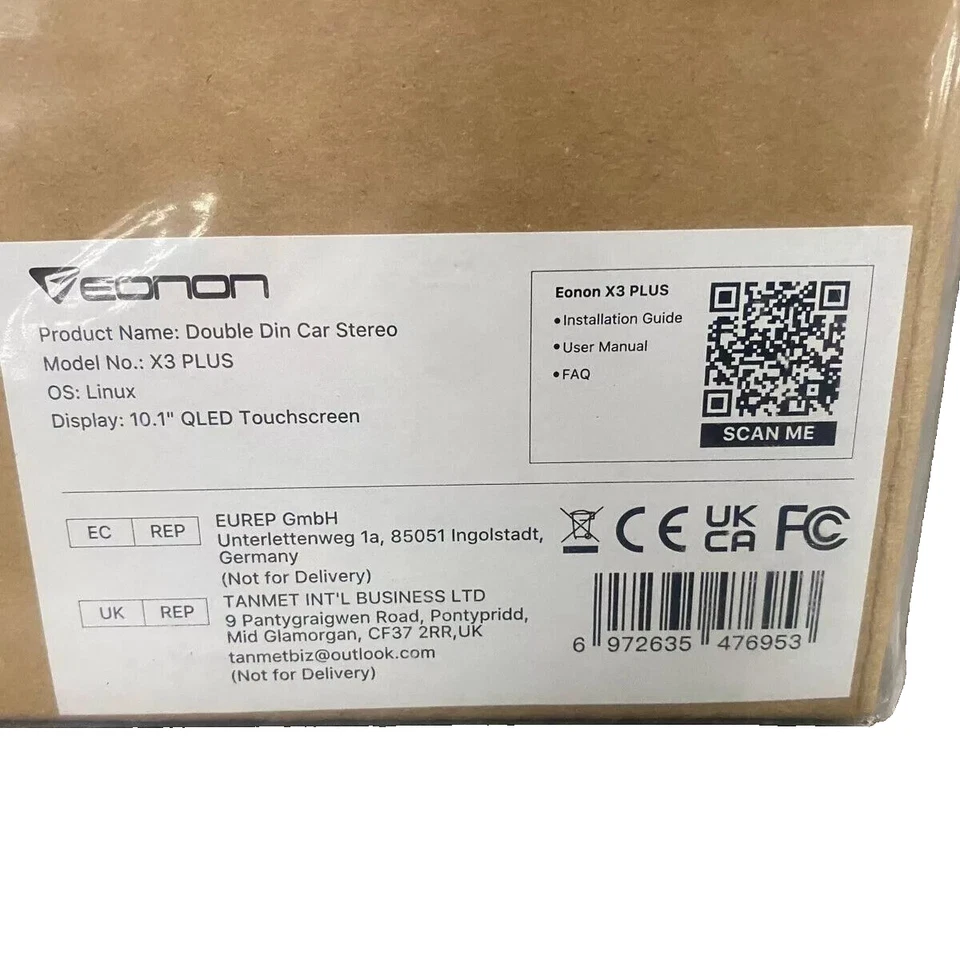 eonon
Product Name: Double Din Car Stereo
Model No.: X3 PLUS
OS: Linux
Display: 10.1" QLED Touchscreen
Eonon X3 PLUS
•Installation Guide
•User Manual
•FAQ
SCAN ME
EC REP
EUREP GmbH
Unterlettenweg 1a, 85051 Ingolstadt,
Germany
(Not for Delivery)
UK REP
TANMET INT'L BUSINESS LTD
9 Pantygraigwen Road, Pontypridd,
Mid Glamorgan, CF37 2RR,UK
tanmetbiz@outlook.com
(Not for Delivery)
CE
UK
CA
FC
6 972635 476953